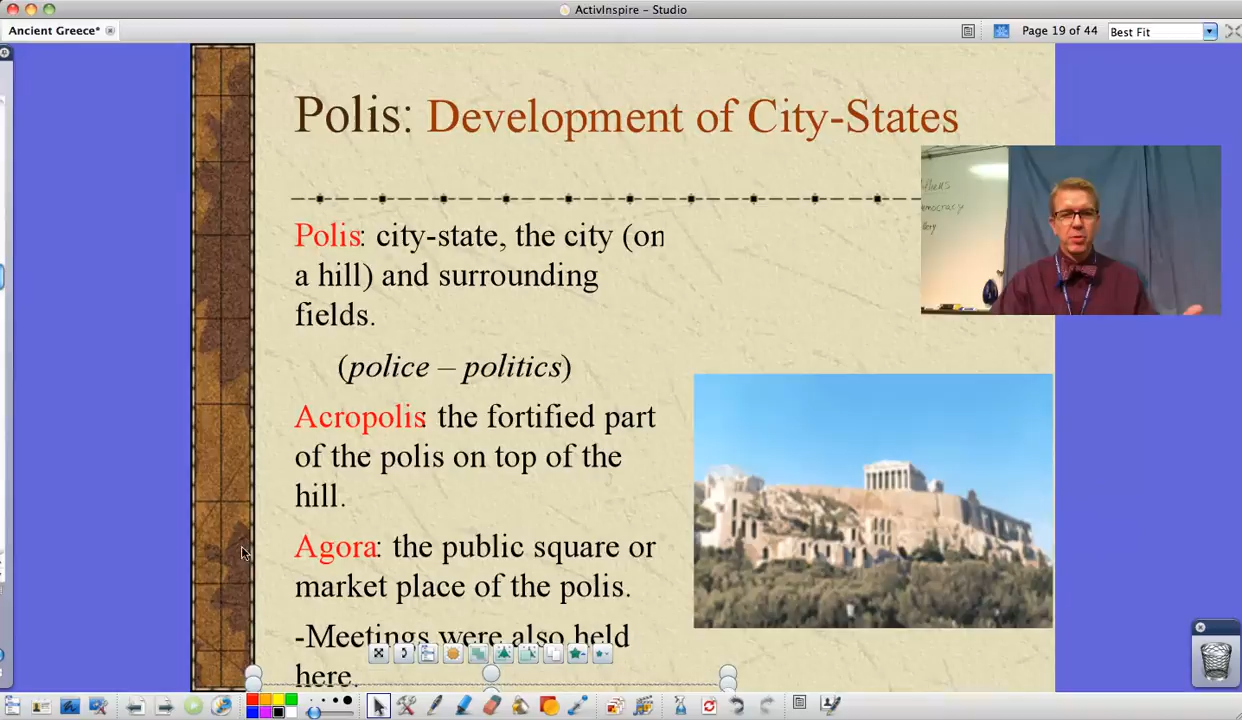 ActivInspire – Studio
Ancient Greece*
Page 19 of 44
Best Fit
Polis: Development of City-States
Polis: city-state, the city (on
a hill) and surrounding
fields.
(police – politics)
Acropolis: the fortified part
of the polis on top of the
hill.
Agora: the public square or
market place of the polis.
-Meetings were also held
here.